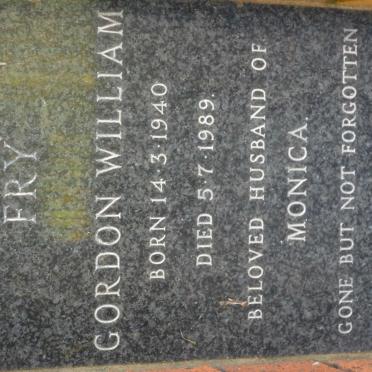 FRY
GORDON WILLIAM
BORN 14·3·1940
DIED 5·7·1989.
BELOVED HUSBAND OF
MONICA.
GONE BUT NOT FORGOTTEN